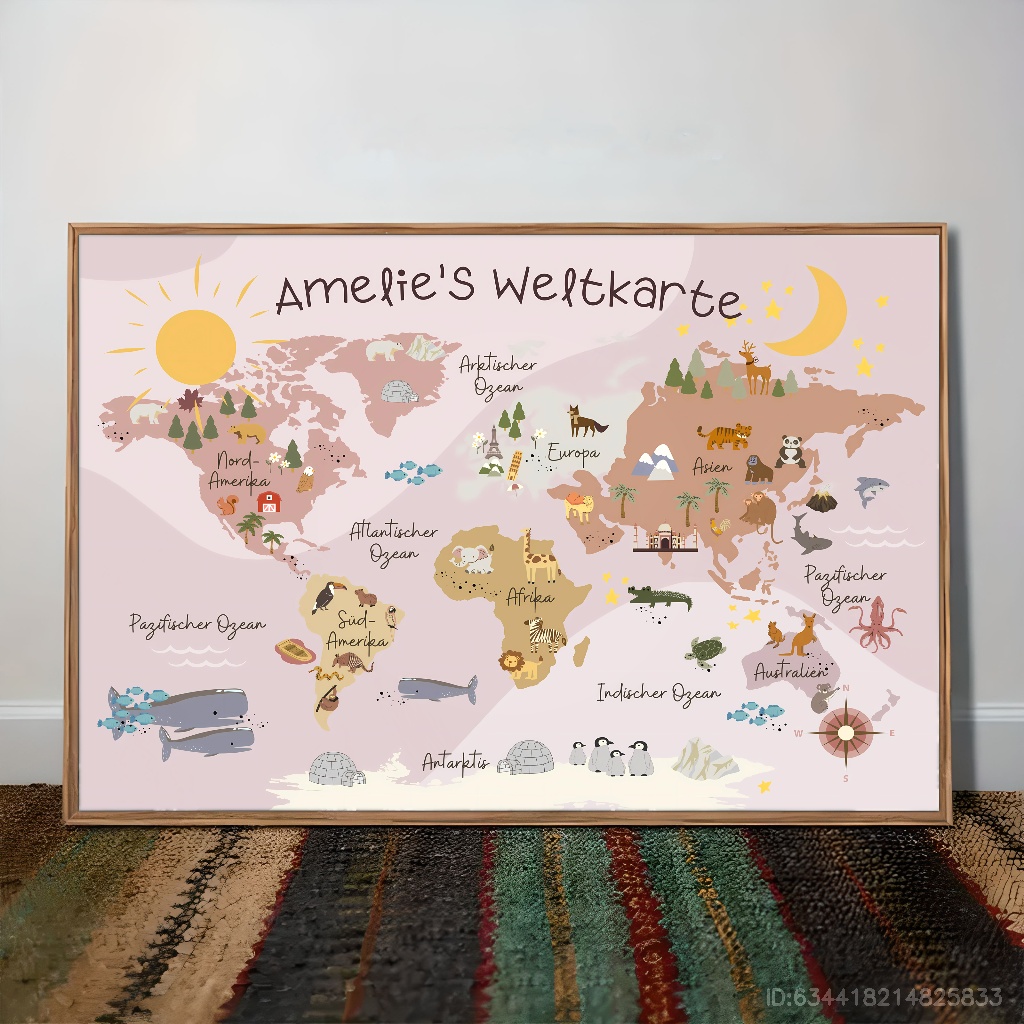 Amelie's Weltkarte
Arktischer
Ozean
Nord-
Amerika
Europa
Asien
Atlantischer
Ozean
Afrika
Pazifischer
Ozean
Pazifischer Ozean
Süd-
Amerika
Australien
Indischer Ozean
N
W
E
S
Antarktis
ID:634418214825833